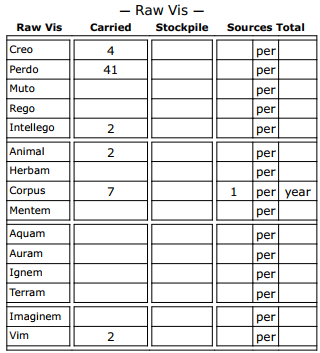 — Raw Vis —
Raw Vis Carried Stockpile Sources Total
Creo 4 per
Perdo 41 per
Muto per
Rego per
Intellego 2 per
Animal 2 per
Herbam per
Corpus 7 1 per year
Mentem per
Aquam per
Auram per
Ignem per
Terram per
Imaginem per
Vim 2 per